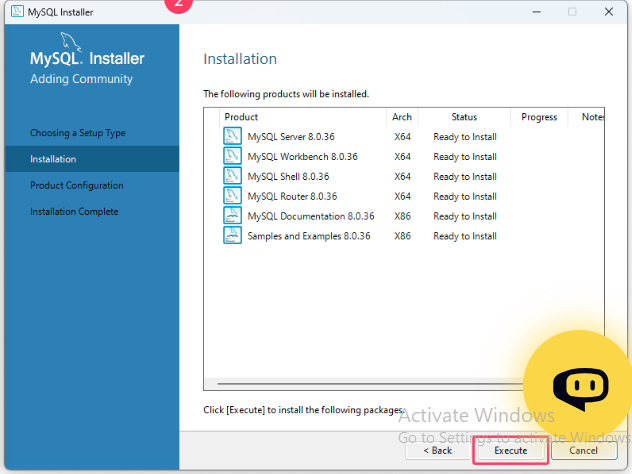 2
MySQL Installer
MySQL. Installer
Adding Community
Choosing a Setup Type
Installation
Product Configuration
Installation Complete
Installation
The following products will be installed.
Product Arch Status Progress Notes
MySQL Server 8.0.36 X64 Ready to Install
MySQL Workbench 8.0.36 X64 Ready to Install
MySQL Shell 8.0.36 X64 Ready to Install
MySQL Router 8.0.36 X64 Ready to Install
MySQL Documentation 8.0.36 X86 Ready to Install
Samples and Examples 8.0.36 X86 Ready to Install
Click [Execute] to install the following packages.
Activate Windows
Go to Settings to activate Windows
< Back Execute Cancel